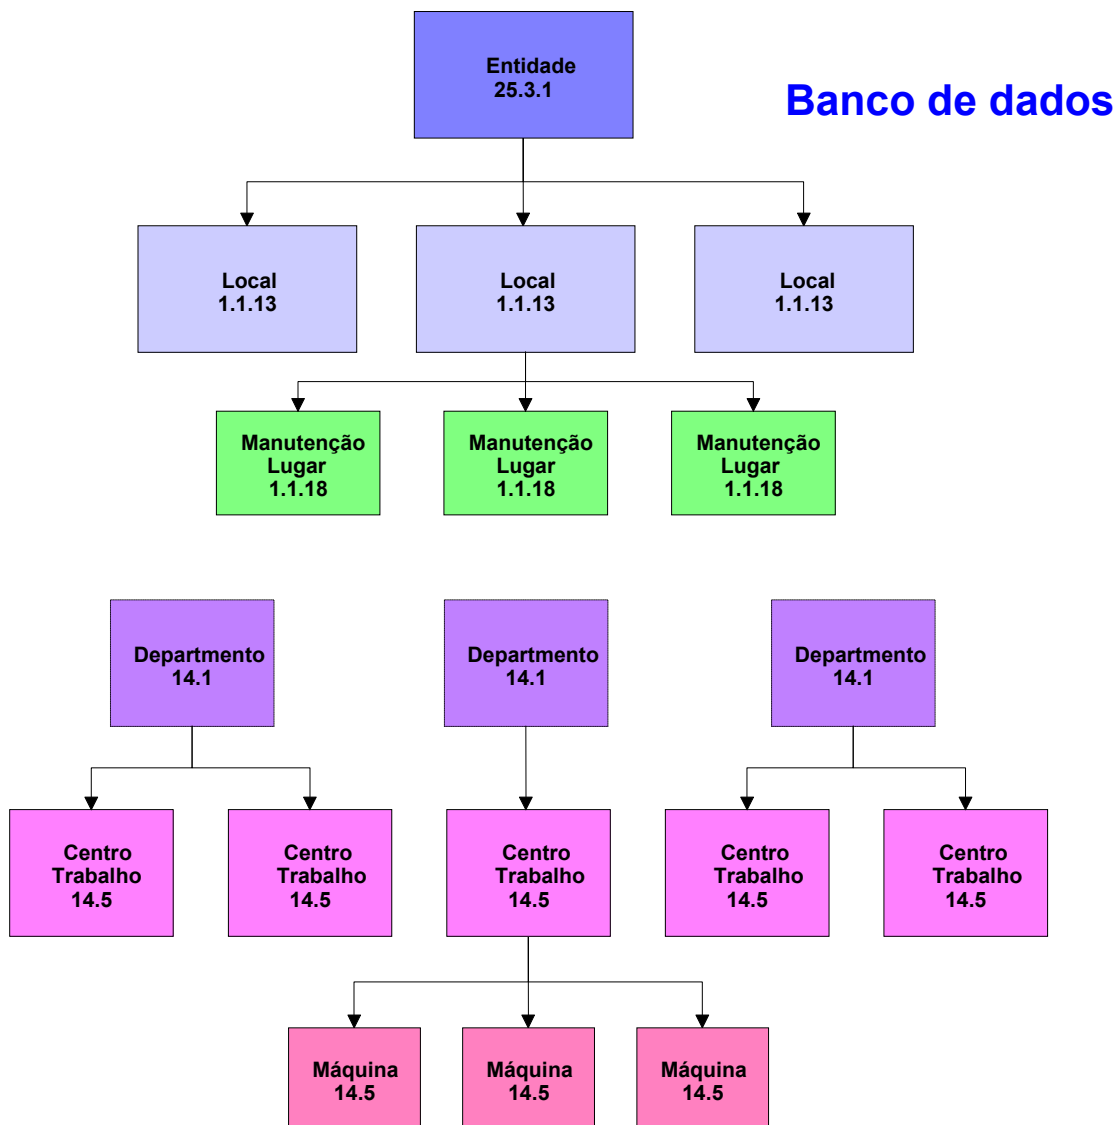 Entidade
25.3.1
Banco de dados
Local
1.1.13
Local
1.1.13
Local
1.1.13
Manutenção
Lugar
1.1.18
Manutenção
Lugar
1.1.18
Manutenção
Lugar
1.1.18
Departmento
14.1
Departmento
14.1
Departmento
14.1
Centro
Trabalho
14.5
Centro
Trabalho
14.5
Centro
Trabalho
14.5
Centro
Trabalho
14.5
Centro
Trabalho
14.5
Máquina
14.5
Máquina
14.5
Máquina
14.5